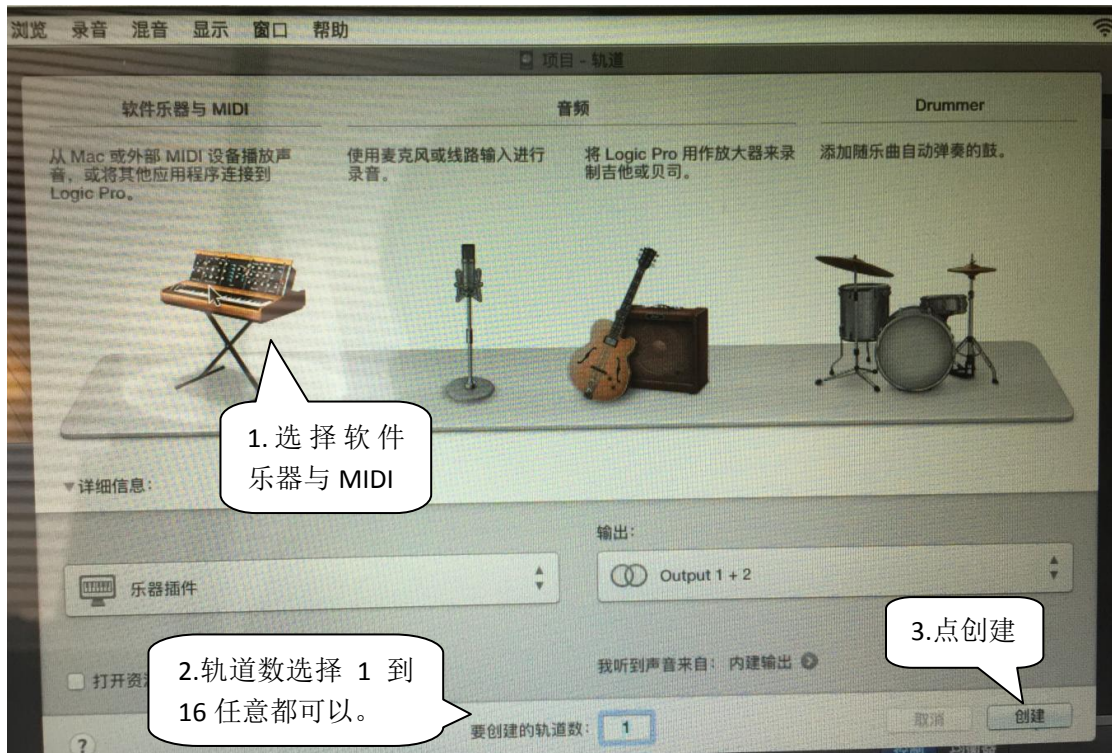 浏览 录音 混音 显示 窗口 帮助
项目 - 轨道
软件乐器与 MIDI
音频
Drummer
从 Mac 或外部 MIDI 设备播放声
音，或将其他应用程序连接到
Logic Pro。
使用麦克风或线路输入进行
录音。
将 Logic Pro 用作放大器来录
制吉他或贝司。
添加随乐曲自动弹奏的鼓。
1.选择软件
乐器与 MIDI
详细信息：
输出：
乐器插件
Output 1 + 2
3.点创建
2.轨道数选择 1 到
16 任意都可以。
打开资
我听到声音来自： 内建输出
要创建的轨道数： 1
取消
创建
?